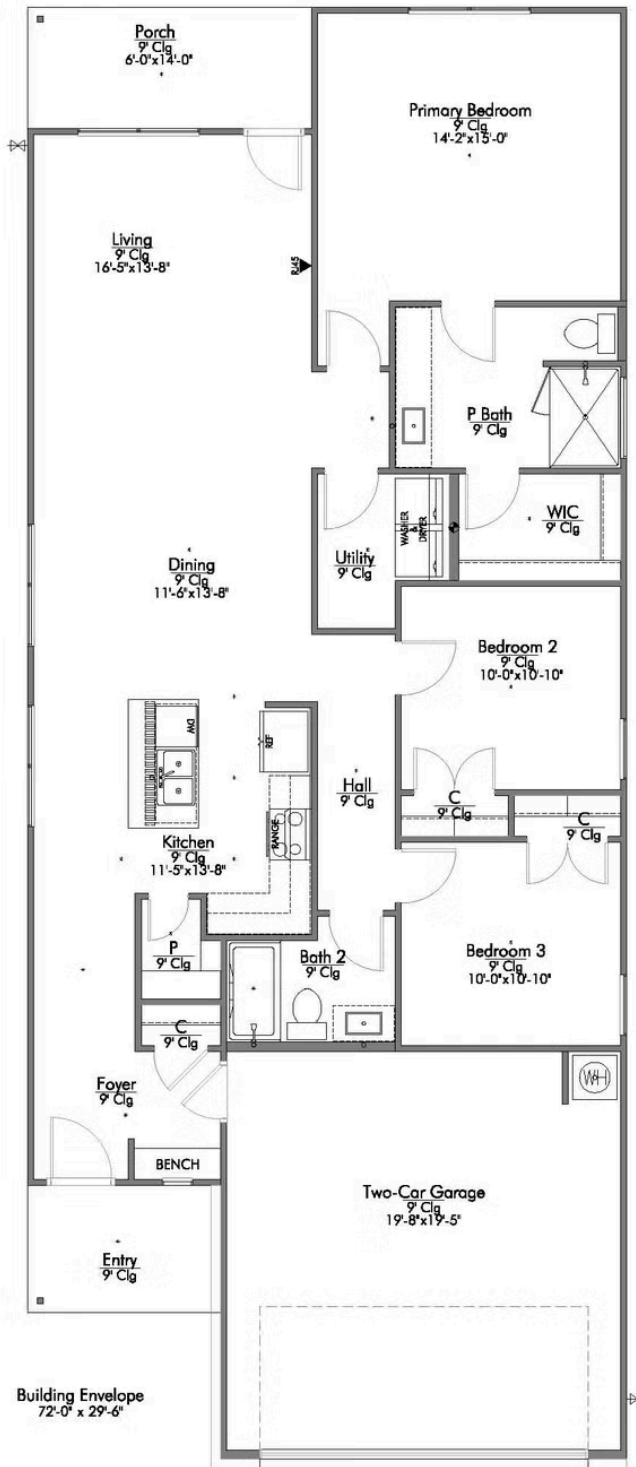 Porch
9' Clg
6'-0"x14'-0"
Primary Bedroom
9' Clg
14'-2"x15'-0"
Living
9' Clg
16'-5"x13'-8"
RJ45
P Bath
9' Clg
WIC
9' Clg
WASHER
&
DRYER
Utility
9' Clg
Dining
9' Clg
11'-6"x13'-8"
Bedroom 2
9' Clg
10'-0"x10'-10"
DW
REF
Hall
9' Clg
C
9' Clg
C
9' Clg
RANGE
Kitchen
9' Clg
11'-5"x13'-8"
P
9' Clg
Bath 2
9' Clg
Bedroom 3
9' Clg
10'-0"x10'-10"
C
9' Clg
WH
Foyer
9' Clg
BENCH
Two-Car Garage
9' Clg
19'-8"x19'-5"
Entry
9' Clg
Building Envelope
72'-0" x 29'-6"